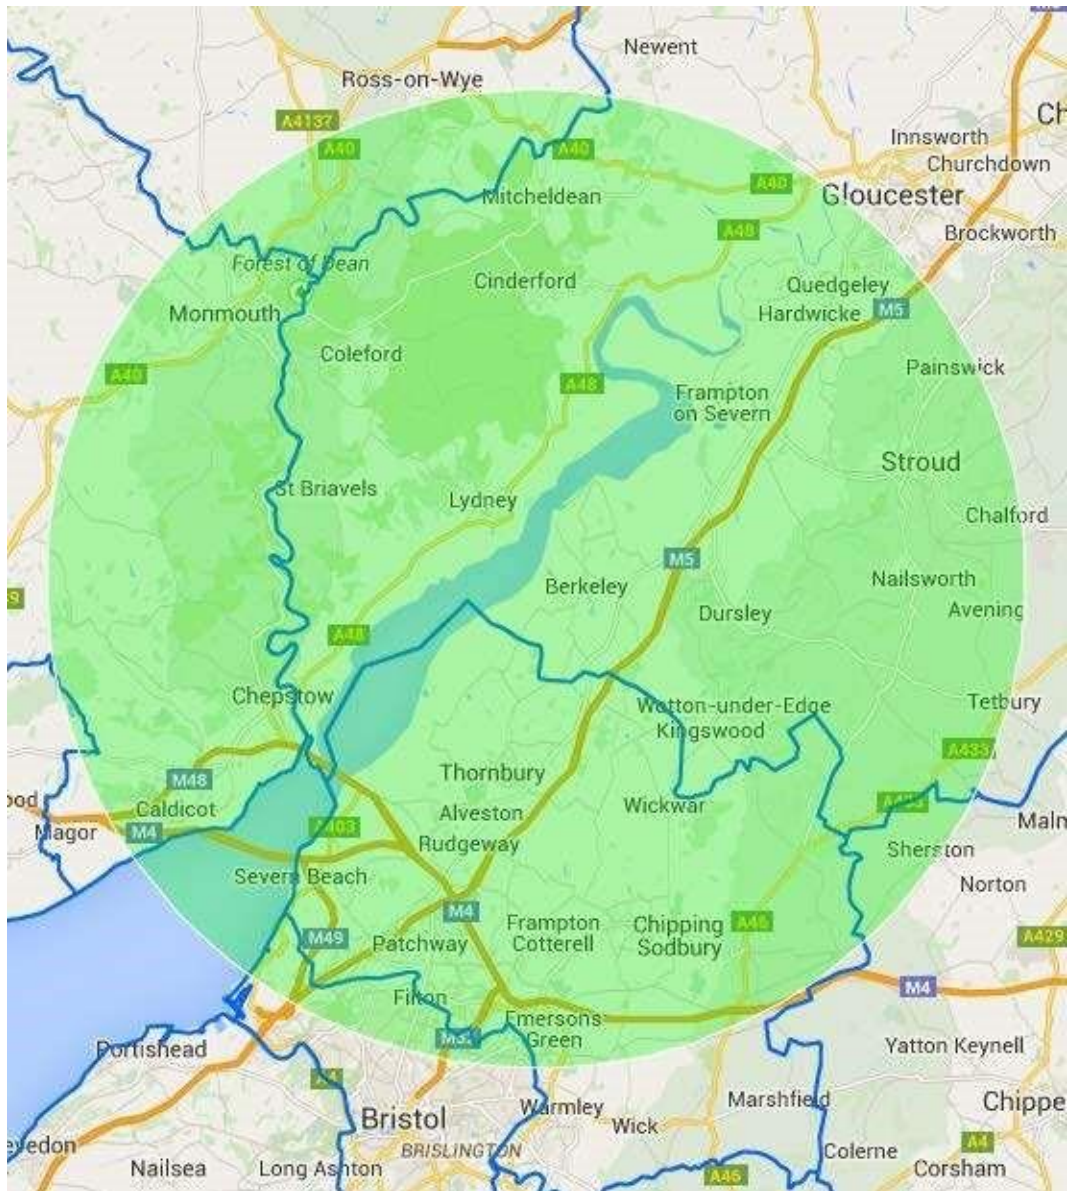 Newent
Ross-on-Wye
A4137
A40
A40
Innsworth
Churchdown
Mitcheldean
A40
Gloucester
A48
Brockworth
Forest of Dean
Cinderford
Quedgeley
Monmouth
Hardwicke
M5
Coleford
A40
A48
Painswick
Frampton
on Severn
Stroud
St Briavels
Lydney
Chalford
M5
Berkeley
Nailsworth
Avening
A48
Dursley
Chepstow
Wotton-under-Edge
Kingswood
Tetbury
A433
M48
Thornbury
Caldicot
Alveston
Wickwar
Magor
M4
A403
Rudgeway
Sherston
Severn Beach
Norton
M4
Frampton
Cotterell
Chipping
Sodbury
A46
A429
M49
Patchway
Filton
M4
Emersons
Green
M32
Portishead
Yatton Keynell
A4
Bristol
Warmley
Wick
Marshfield
Chippe
BRISLINGTON
Colerne
A4
evedon
Nailsea
Long Ashton
A46
Corsham